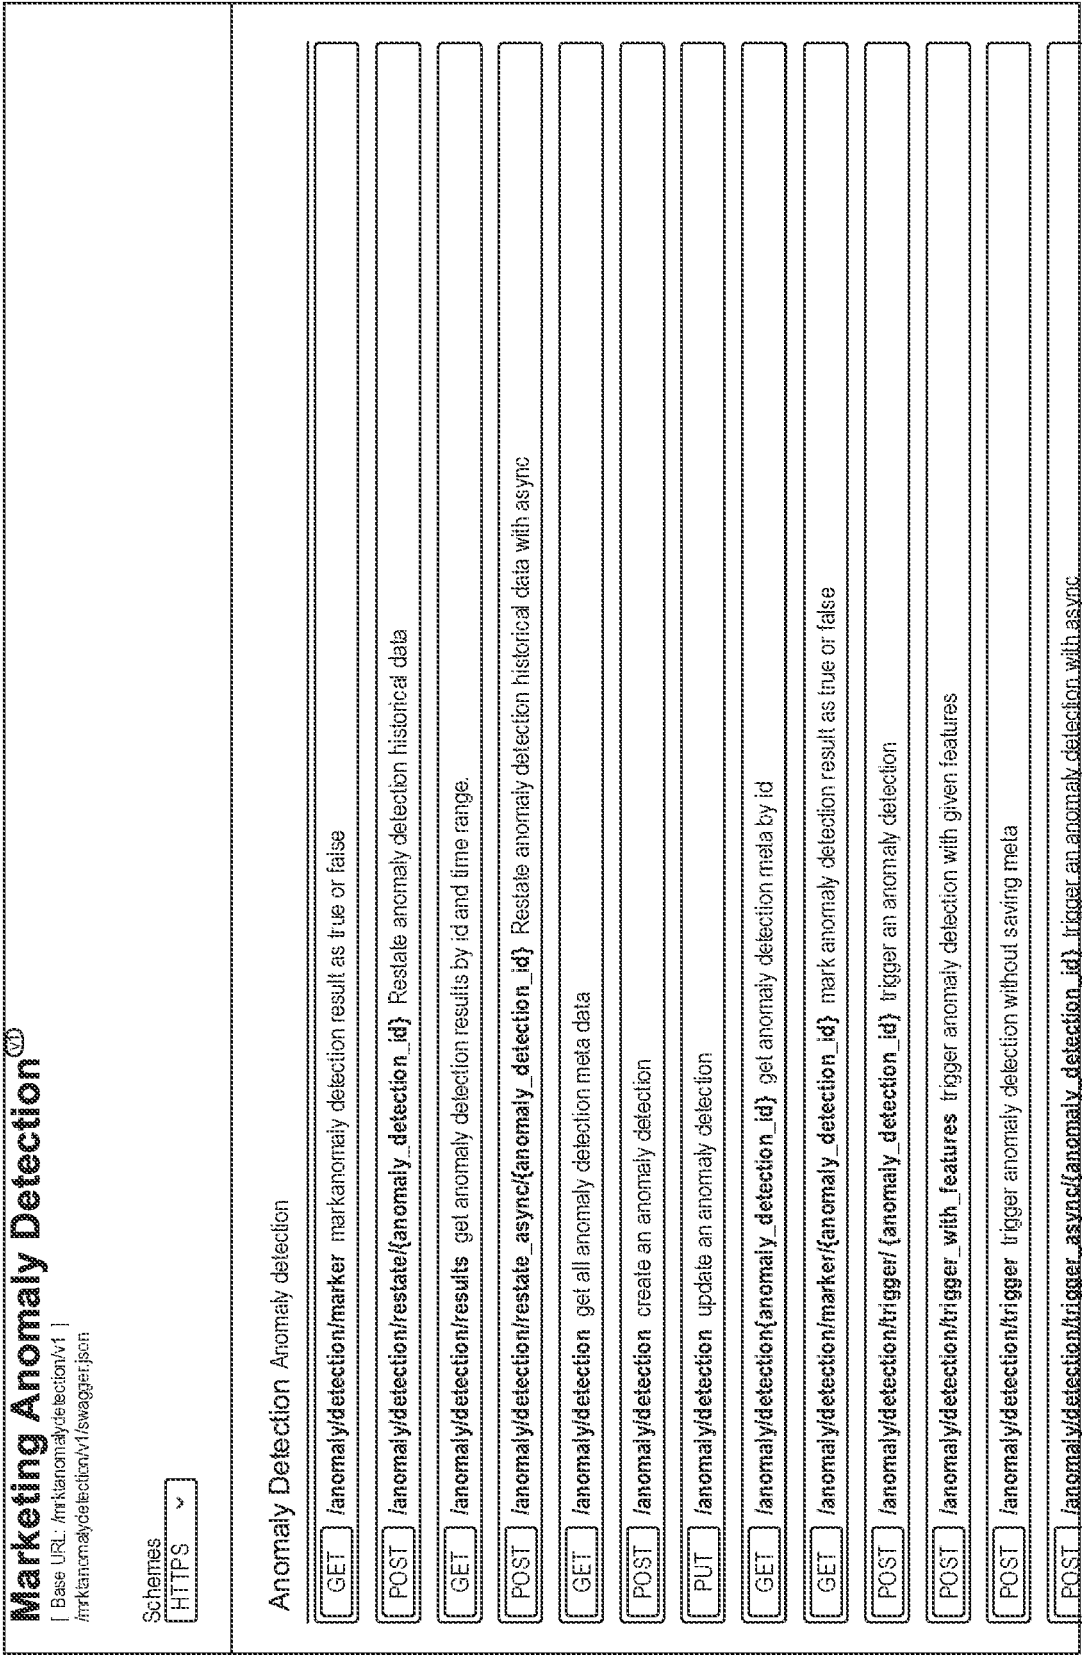 Marketing Anomaly Detection V1
[ Base URL: /mrktanomalydetection/v1 ]
/mrktanomalydetection/v1/swagger.json
Schemes
HTTPS
Anomaly Detection Anomaly detection
GET /anomaly/detection/marker markanomaly detection result as true or false
POST /anomaly/detection/restate/{anomaly_detection_id} Restate anomaly detection historical data
GET /anomaly/detection/results get anomaly detection results by id and time range.
POST /anomaly/detection/restate_async/{anomaly_detection_id} Restate anomaly detection historical data with async
GET /anomaly/detection get all anomaly detection meta data
POST /anomaly/detection create an anomaly detection
PUT /anomaly/detection update an anomaly detection
GET /anomaly/detection{anomaly_detection_id} get anomaly detection meta by id
GET /anomaly/detection/marker/{anomaly_detection_id} mark anomaly detection result as true or false
POST /anomaly/detection/trigger/ {anomaly_detection_id} trigger an anomaly detection
POST /anomaly/detection/trigger_with_features trigger anomaly detection with given features
POST /anomaly/detection/trigger trigger anomaly detection without saving meta
POST /anomaly/detection/trigger_async/{anomaly_detection_id} trigger an anomaly detection with async